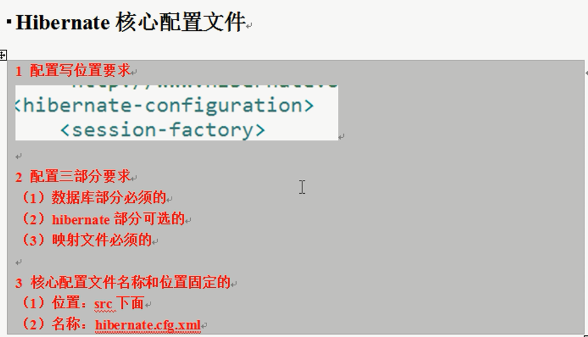 Hibernate 核心配置文件
1 配置写位置要求
<hibernate-configuration>
<session-factory>
2 配置三部分要求
（1）数据库部分必须的
（2）hibernate 部分可选的
（3）映射文件必须的
3 核心配置文件名称和位置固定的
（1）位置：src 下面
（2）名称：hibernate.cfg.xml